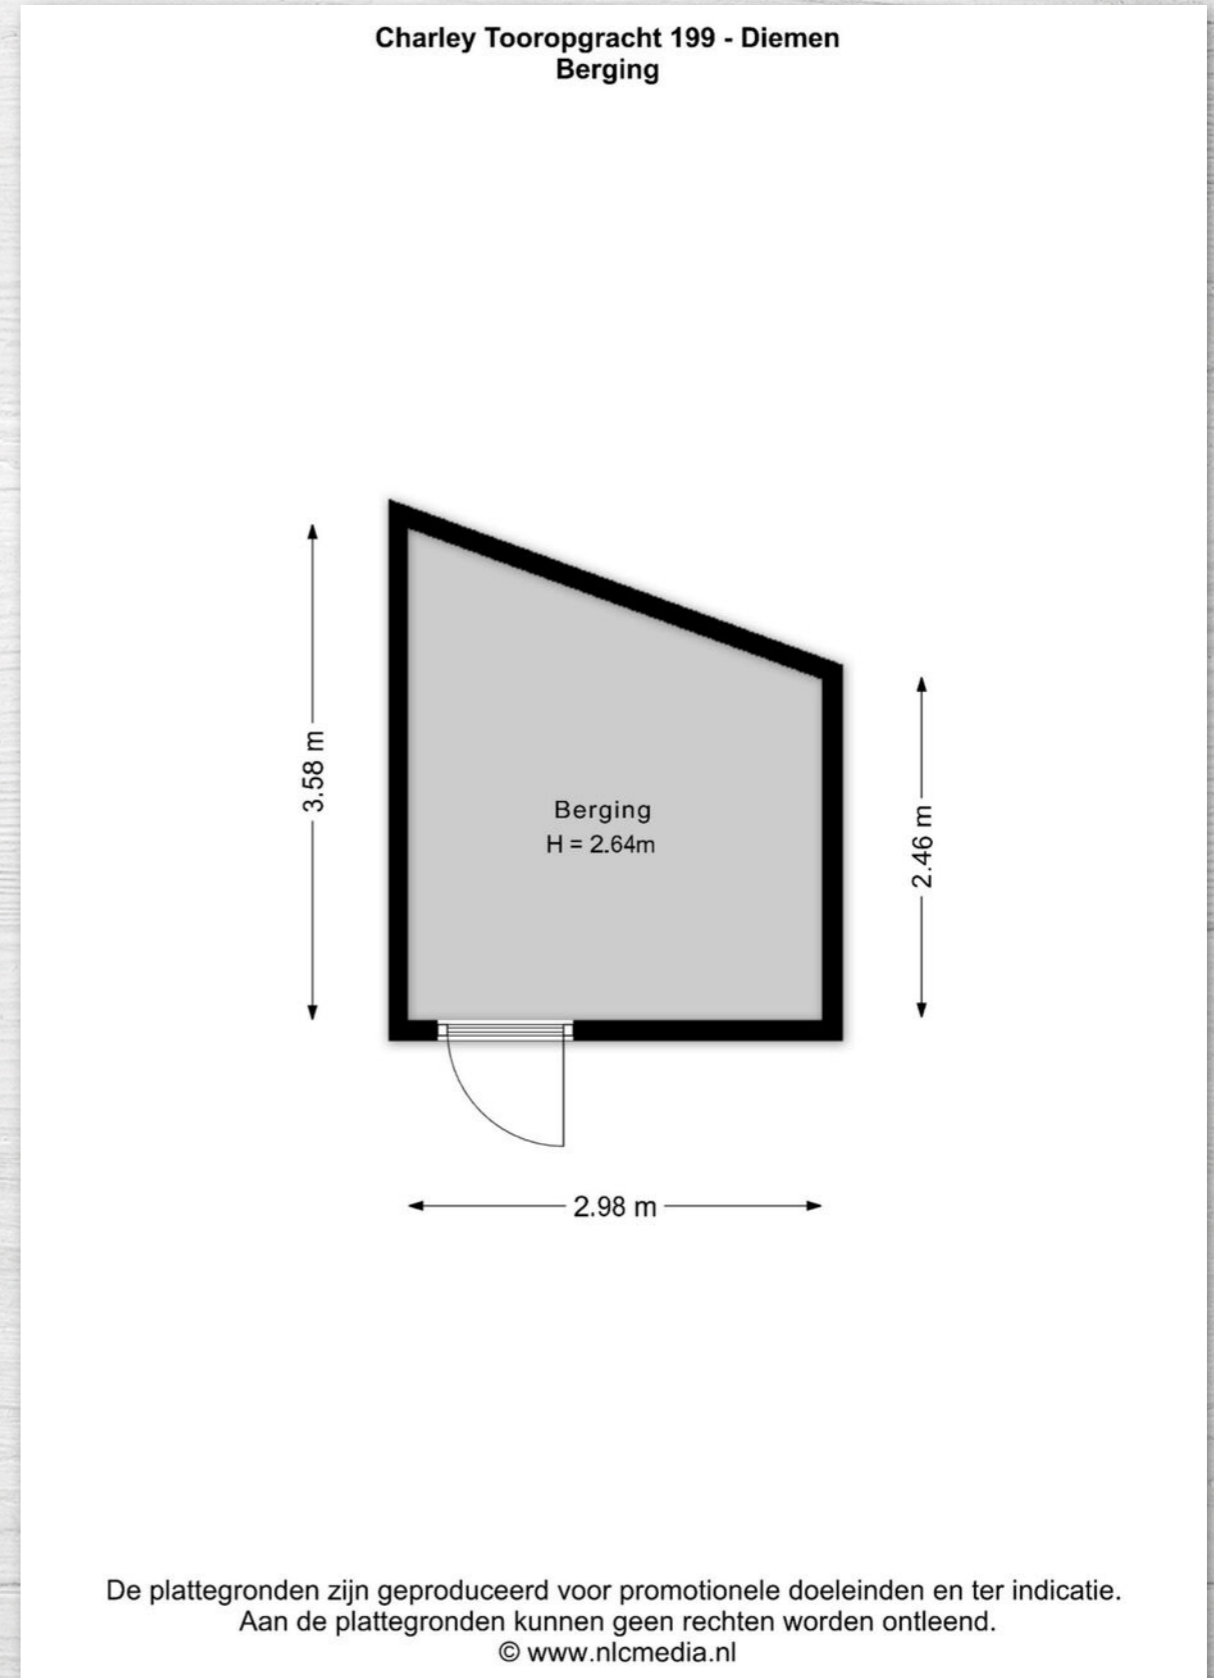 Charley Tooropgracht 199 - Diemen
Berging
3.58 m
Berging
H = 2.64m
2.46 m
2.98 m
De plattegronden zijn geproduceerd voor promotionele doeleinden en ter indicatie.
Aan de plattegronden kunnen geen rechten worden ontleend.
© www.nlcmedia.nl